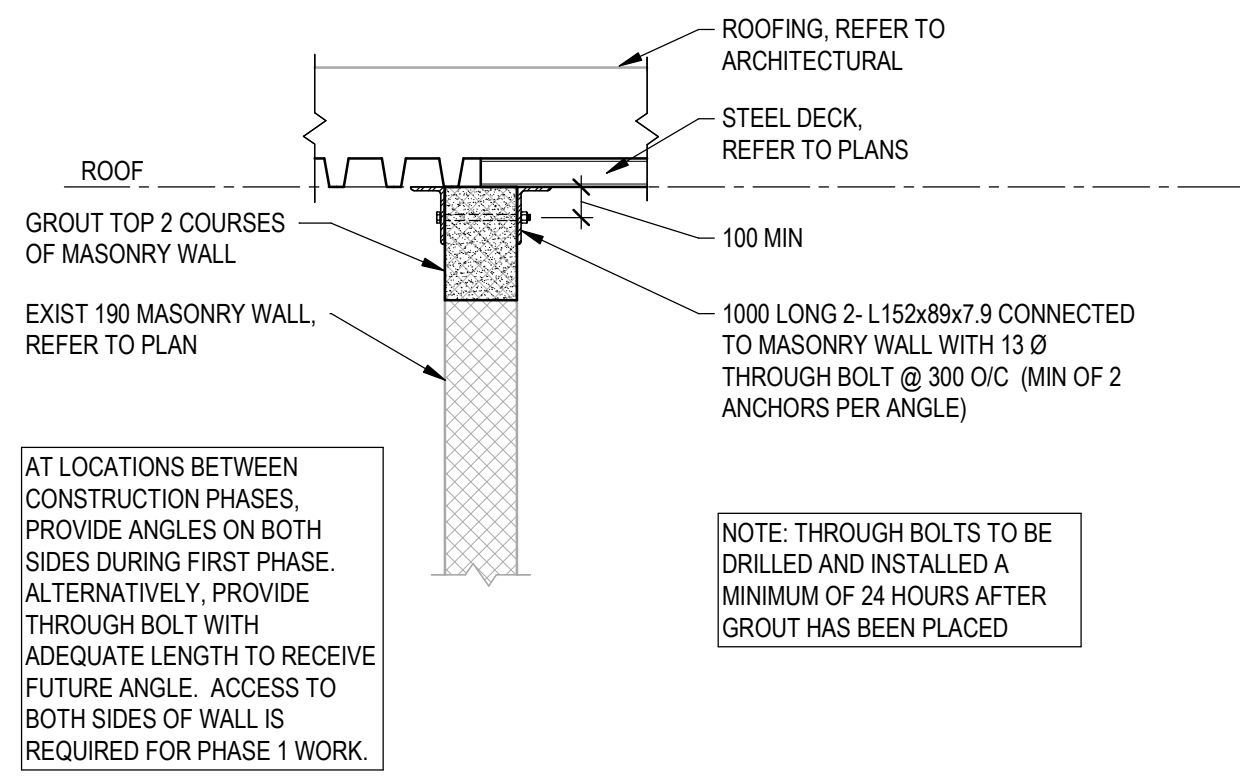 ROOFING, REFER TO
ARCHITECTURAL
STEEL DECK,
REFER TO PLANS
ROOF
GROUT TOP 2 COURSES
OF MASONRY WALL
100 MIN
EXIST 190 MASONRY WALL,
REFER TO PLAN
1000 LONG 2- L152x89x7.9 CONNECTED
TO MASONRY WALL WITH 13 Ø
THROUGH BOLT @ 300 O/C (MIN OF 2
ANCHORS PER ANGLE)
AT LOCATIONS BETWEEN
CONSTRUCTION PHASES,
PROVIDE ANGLES ON BOTH
SIDES DURING FIRST PHASE.
ALTERNATIVELY, PROVIDE
THROUGH BOLT WITH
ADEQUATE LENGTH TO RECEIVE
FUTURE ANGLE. ACCESS TO
BOTH SIDES OF WALL IS
REQUIRED FOR PHASE 1 WORK.
NOTE: THROUGH BOLTS TO BE
DRILLED AND INSTALLED A
MINIMUM OF 24 HOURS AFTER
GROUT HAS BEEN PLACED